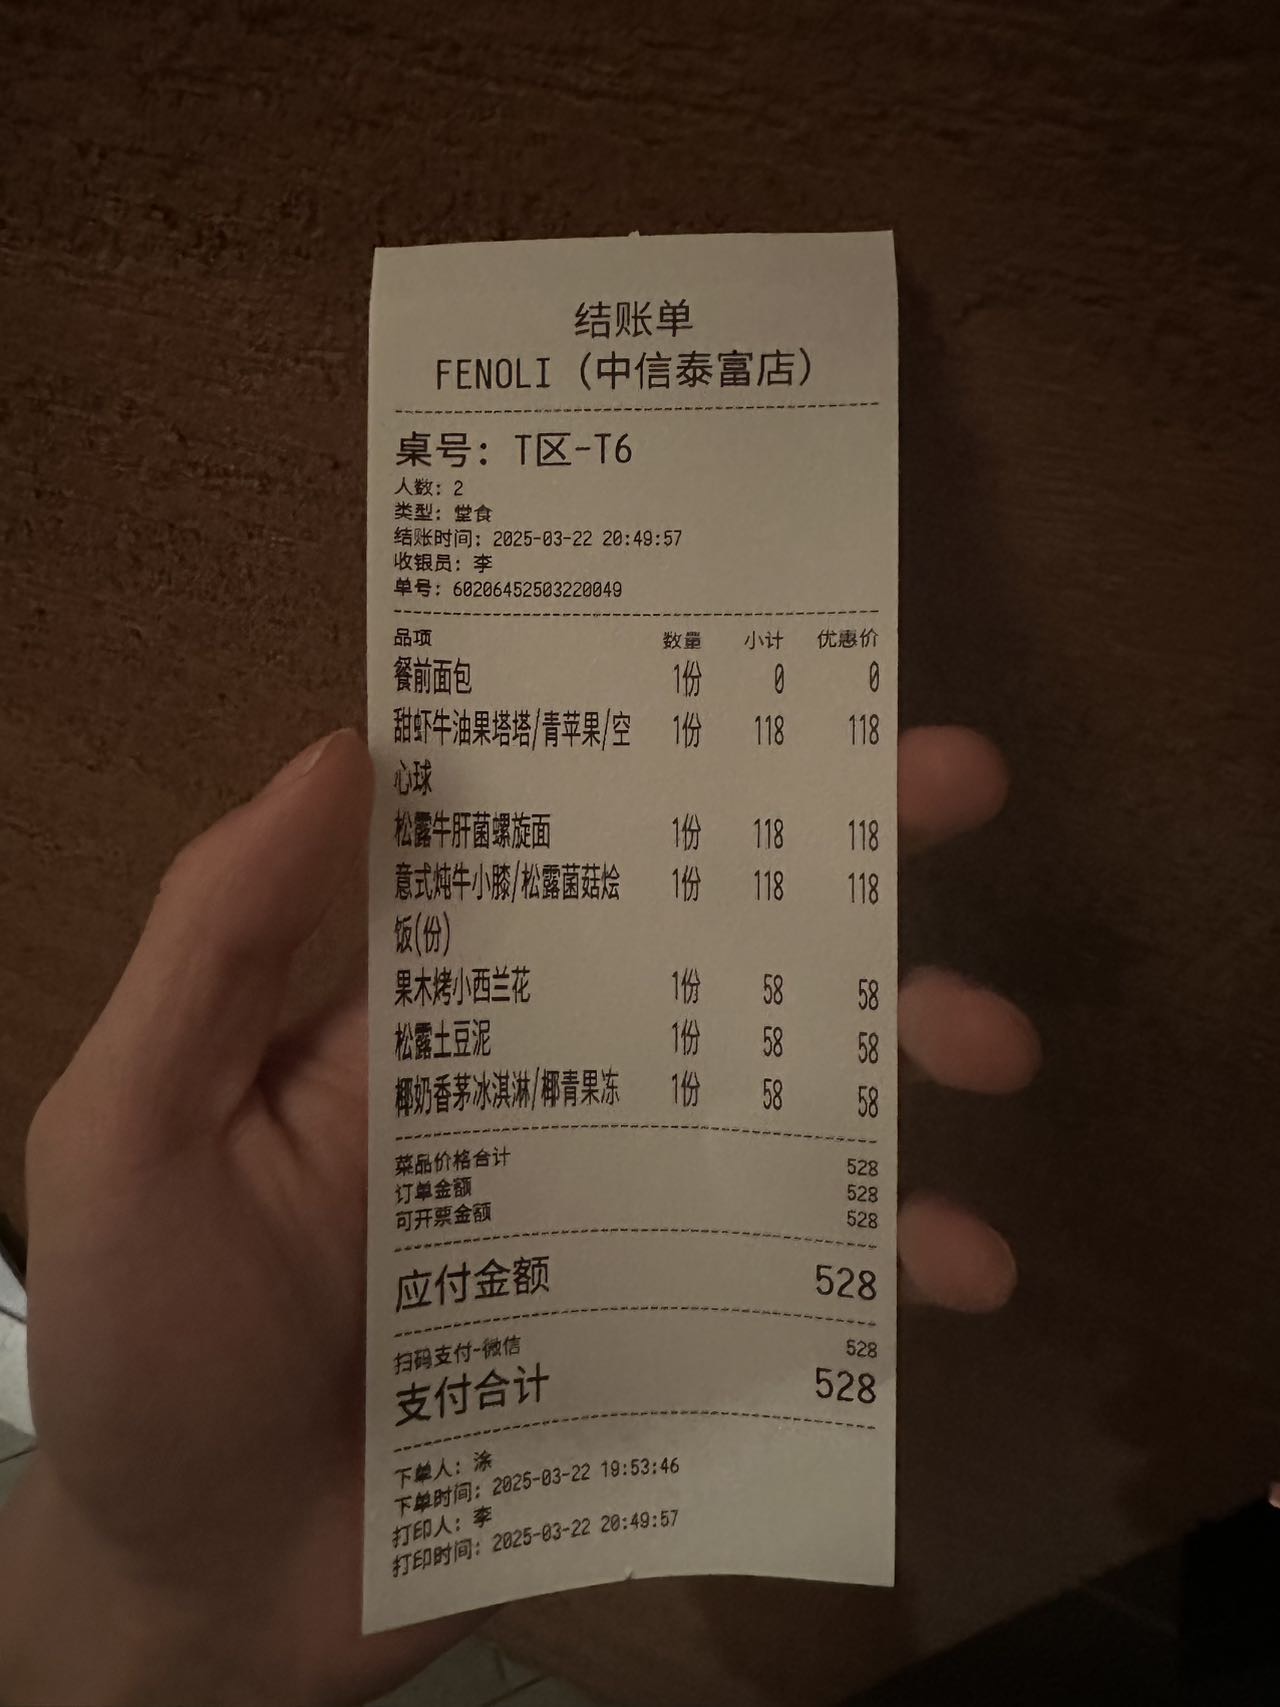 结账单
FENOLI（中信泰富店）
桌号：T区-T6
人数：2
类型：堂食
结账时间：2025-03-22 20:49:57
收银员：李
单号：60206452503220049
品项 数量 小计 优惠价
餐前面包 1份 0 0
甜虾牛油果塔塔/青苹果/空 1份 118 118
心球
松露牛肝菌螺旋面 1份 118 118
意式炖牛小膝/松露菌菇烩 1份 118 118
饭(份)
果木烤小西兰花 1份 58 58
松露土豆泥 1份 58 58
椰奶香茅冰淇淋/椰青果冻 1份 58 58
菜品价格合计 528
订单金额 528
可开票金额 528
应付金额 528
扫码支付-微信 528
支付合计 528
下单人：涂
下单时间：2025-03-22 19:53:46
打印人：李
打印时间：2025-03-22 20:49:57